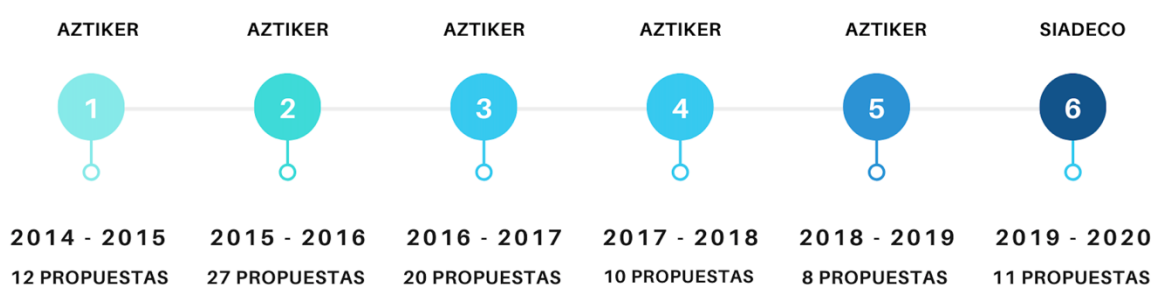 AZTIKER AZTIKER AZTIKER AZTIKER AZTIKER SIADECO
1 2 3 4 5 6
2014 - 2015 2015 - 2016 2016 - 2017 2017 - 2018 2018 - 2019 2019 - 2020
12 PROPUESTAS 27 PROPUESTAS 20 PROPUESTAS 10 PROPUESTAS 8 PROPUESTAS 11 PROPUESTAS